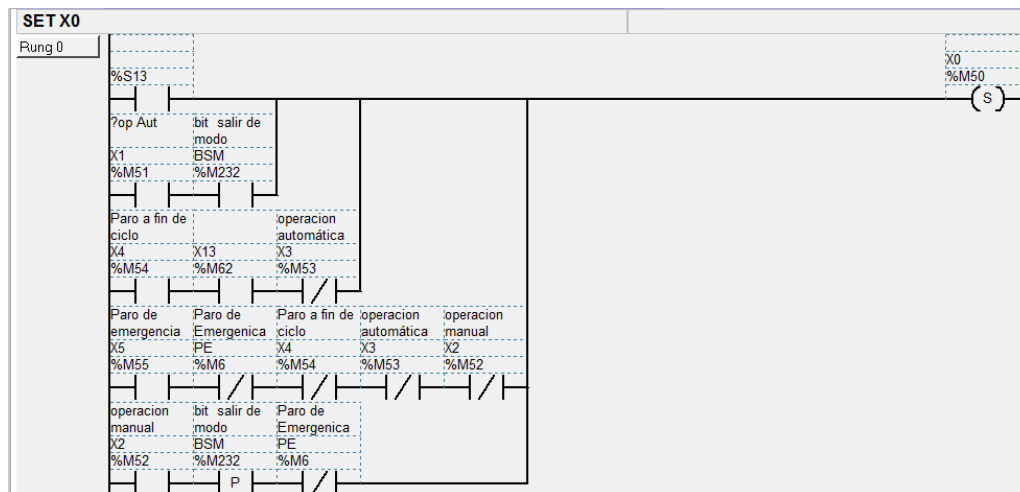 SET X0
Rung 0
X0
%S13
%M50
S
?op Aut
bit salir de
modo
X1
BSM
%M51
%M232
Paro a fin de
ciclo
operacion
automática
X4
X13
X3
%M54
%M62
%M53
Paro de
emergencia
Paro de
Emergenica
Paro a fin de
ciclo
operacion
automática
operacion
manual
X5
PE
X4
X3
X2
%M55
%M6
%M54
%M53
%M52
operacion
manual
bit salir de
modo
Paro de
Emergenica
X2
BSM
PE
%M52
%M232
%M6
P